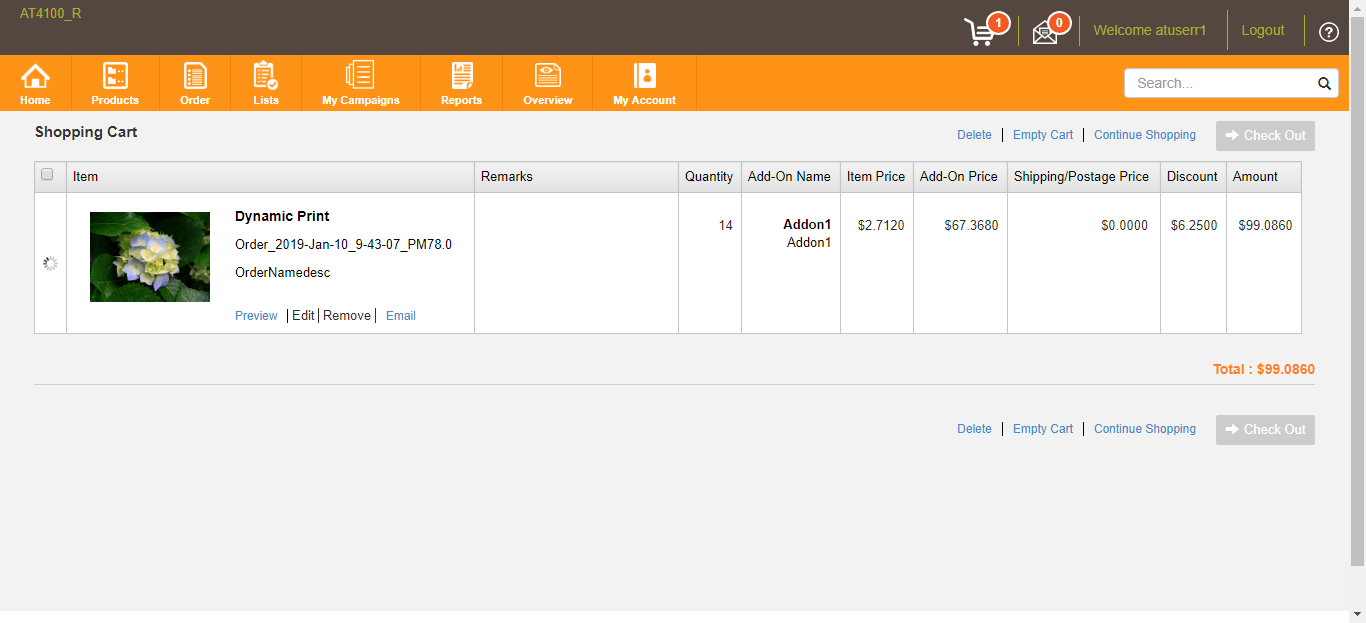 AT4100_R
1
0
Welcome atuserr1
Logout
?
Home
Products
Order
Lists
My Campaigns
Reports
Overview
My Account
Search...
Shopping Cart
Delete
Empty Cart
Continue Shopping
Check Out
Item
Remarks
Quantity
Add-On Name
Item Price
Add-On Price
Shipping/Postage Price
Discount
Amount
Dynamic Print
Order_2019-Jan-10_9-43-07_PM78.0
OrderNamedesc
Preview | Edit | Remove | Email
14
Addon1
Addon1
$2.7120
$67.3680
$0.0000
$6.2500
$99.0860
Total : $99.0860
Delete
Empty Cart
Continue Shopping
Check Out